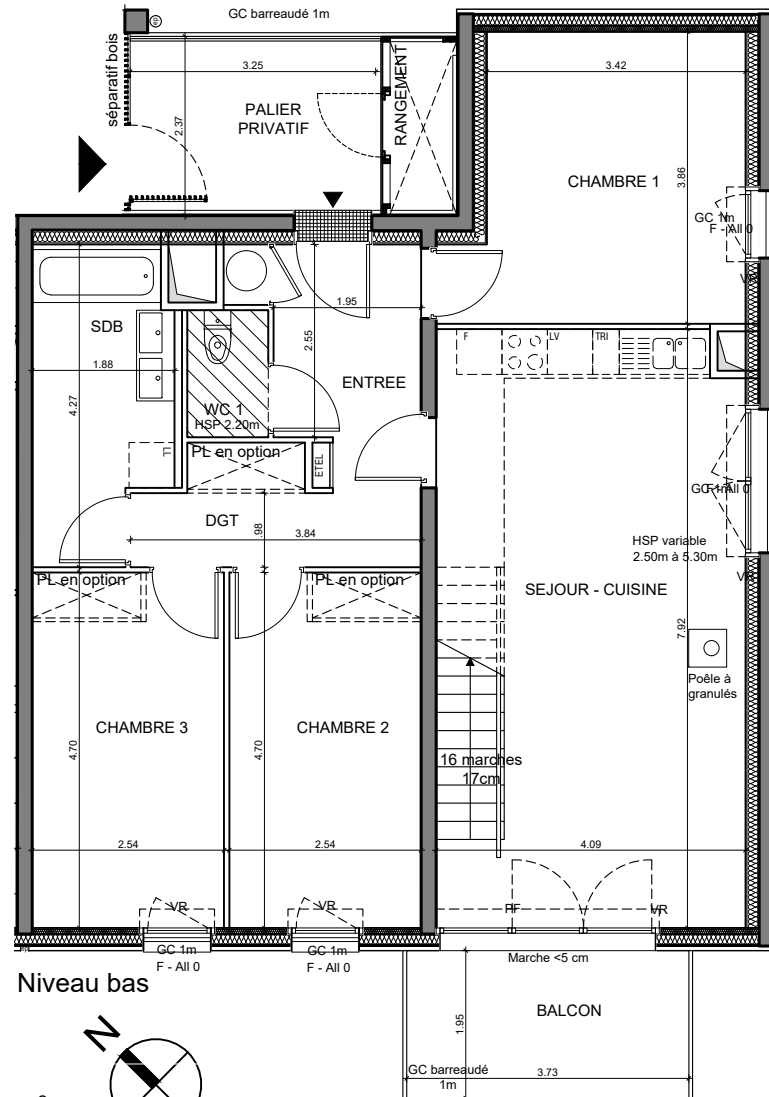 GC barreaudé 1m
séparatif bois
3.25
2.37
PALIER
PRIVATIF
RANGEMENT
3.42
3.86
CHAMBRE 1
GC 1m
F - All 0
VR
SDB
1.88
4.27
1.95
2.55
ENTREE
WC 1
HSP 2.20m
F
LV
TRI
LL
PL en option
ETEL
DGT
.98
3.84
GC 1m
F - All 0
VR
HSP variable
2.50m à 5.30m
SEJOUR - CUISINE
7.92
Poêle à
granulés
PL en option
PL en option
CHAMBRE 3
CHAMBRE 2
4.70
4.70
16 marches
17cm
2.54
2.54
4.09
VR
VR
PF
VR
GC 1m
F - All 0
GC 1m
F - All 0
Marche <5 cm
Niveau bas
BALCON
1.95
GC barreaudé
1m
3.73
N